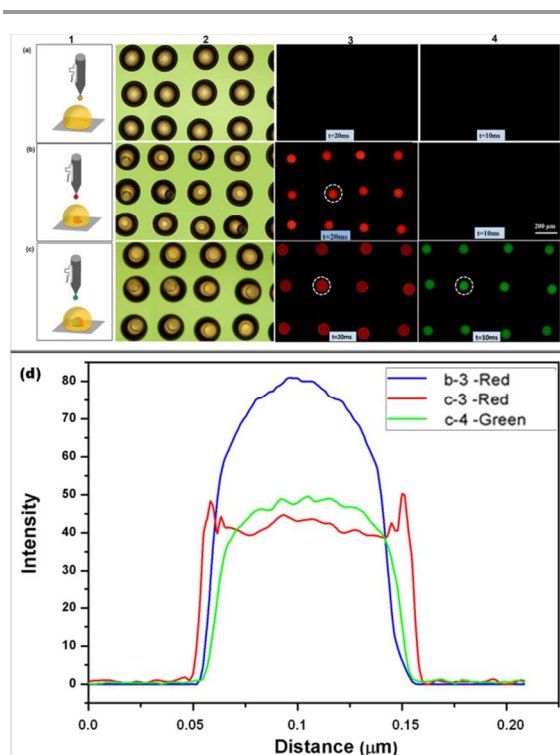 1 2 3 4
(a)
t=20ms t=10ms
(b)
t=20ms t=10ms
200 µm
(c)
t=20ms t=10ms
(d)
b-3 -Red
c-3 -Red
c-4 -Green
80
70
60
50
40
30
20
10
0
Intensity
0.0 0.05 0.1 0.15 0.20
Distance (µm)